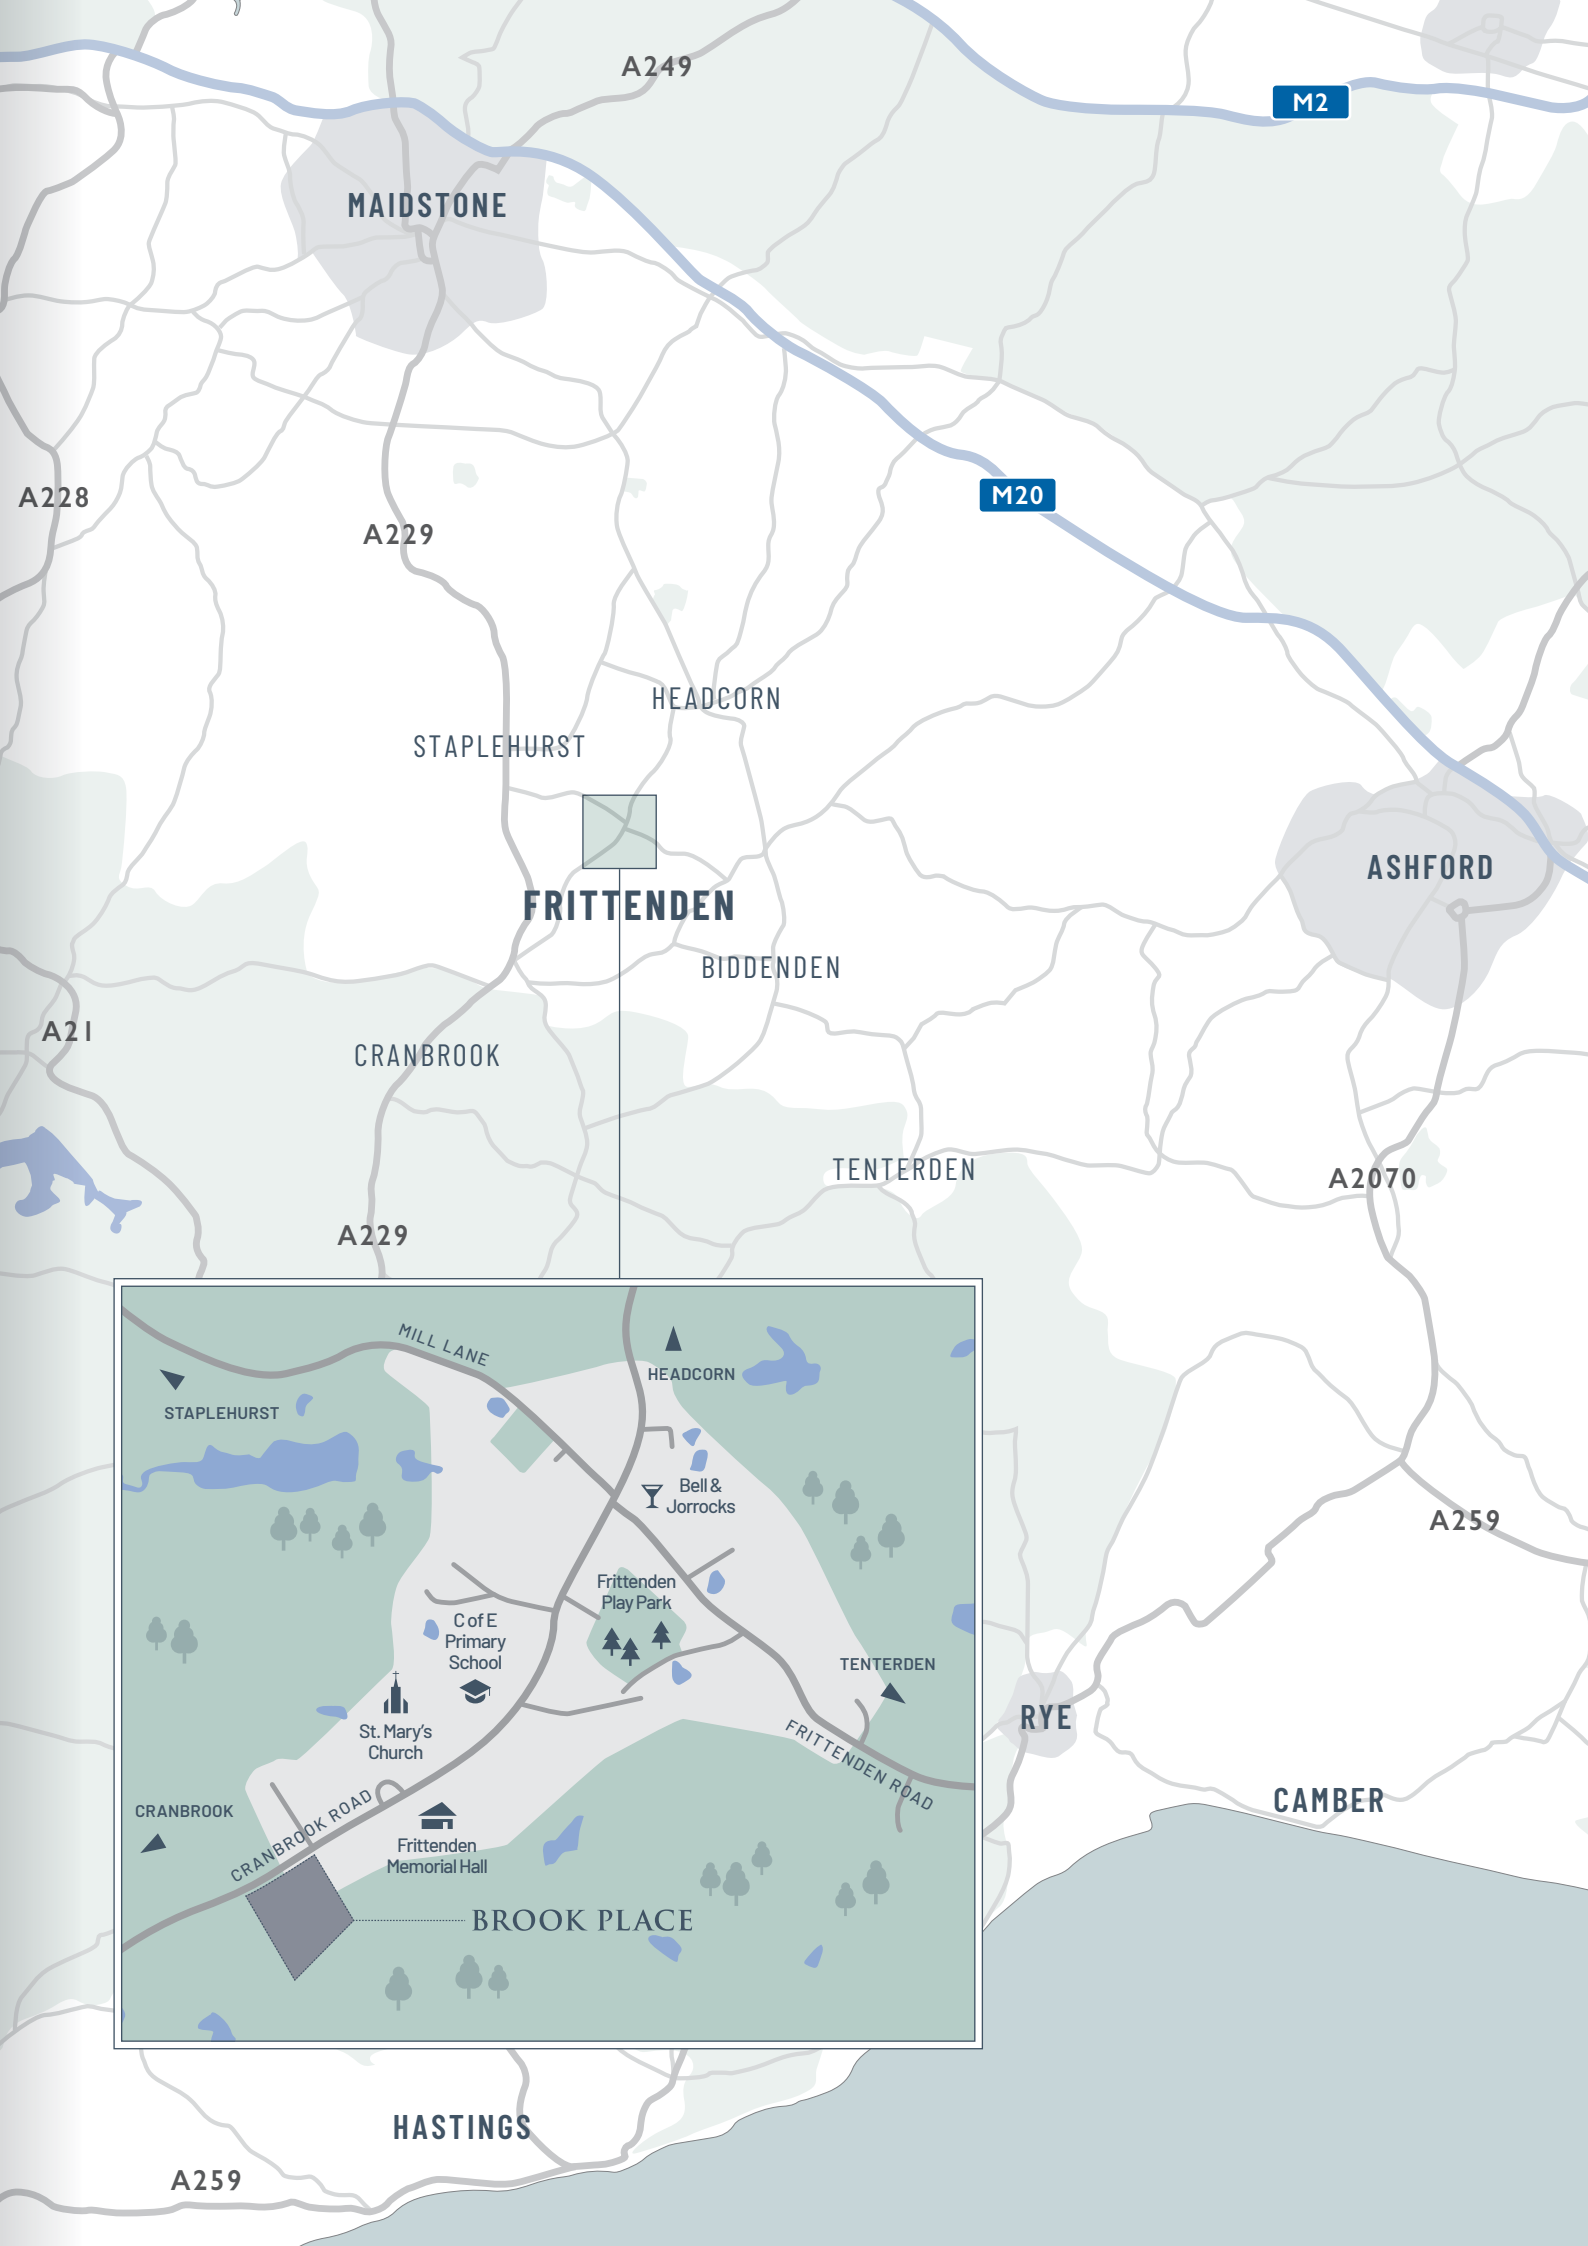 A249
M2
MAIDSTONE
A228
M20
A229
HEADCORN
STAPLEHURST
ASHFORD
FRITTENDEN
BIDDENDEN
A21
CRANBROOK
TENTERDEN
A2070
A229
MILL LANE
HEADCORN
STAPLEHURST
Bell &
Jorrocks
A259
Frittenden
Play Park
C of E
Primary
School
TENTERDEN
St. Mary's
Church
RYE
FRITTENDEN ROAD
CAMBER
CRANBROOK
CRANBROOK ROAD
Frittenden
Memorial Hall
BROOK PLACE
HASTINGS
A259